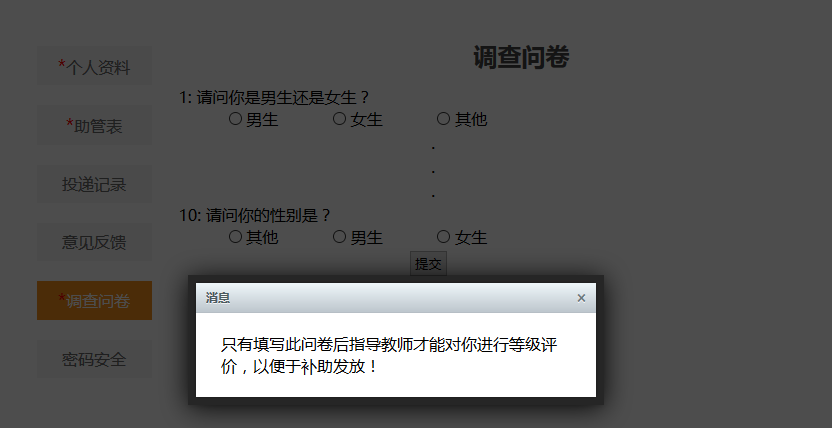 调查问卷
*个人资料
*助管表
投递记录
意见反馈
*调查问卷
密码安全
1: 请问你是男生还是女生？
男生 女生 其他
.
.
.
10: 请问你的性别是？
其他 男生 女生
提交
消息 ×
只有填写此问卷后指导教师才能对你进行等级评
价，以便于补助发放！